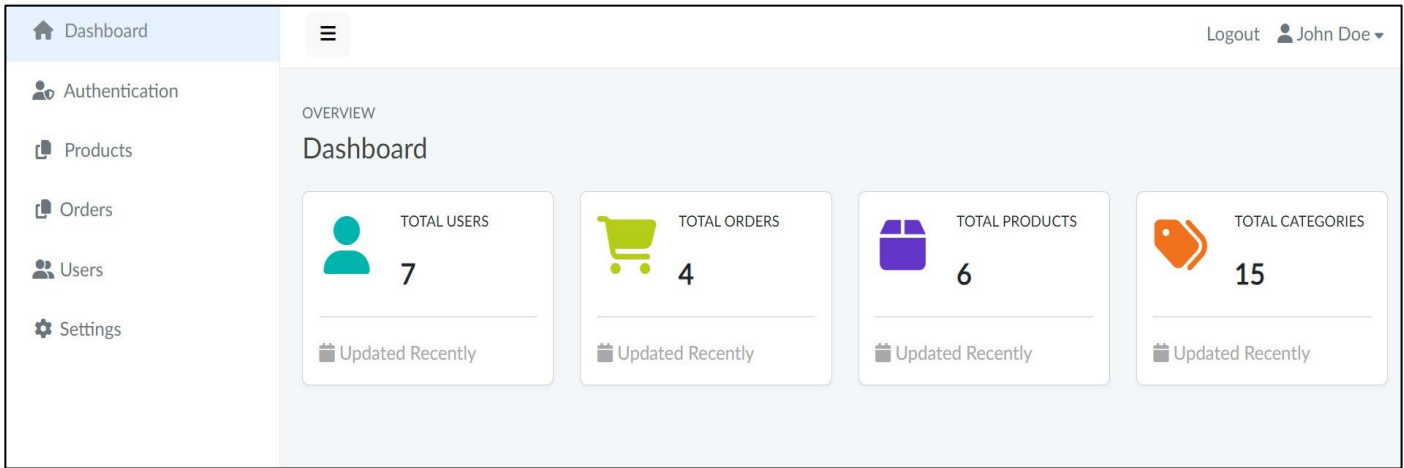 Dashboard
Authentication
Products
Orders
Users
Settings
Logout John Doe
OVERVIEW
Dashboard
TOTAL USERS
7
Updated Recently
TOTAL ORDERS
4
Updated Recently
TOTAL PRODUCTS
6
Updated Recently
TOTAL CATEGORIES
15
Updated Recently